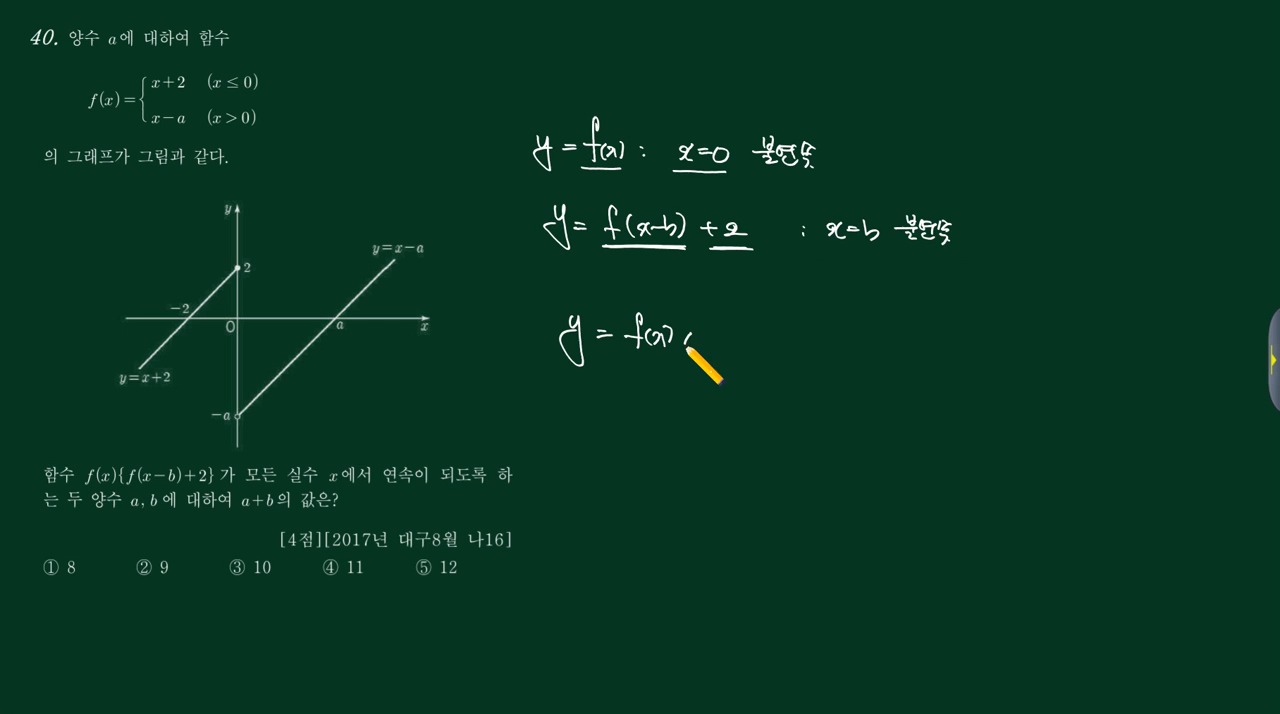 40. 양수 a에 대하여 함수
f(x)={x+2 (x≤0)
x-a (x>0)
의 그래프가 그림과 같다.
y
2
y=x-a
-2
O
a
x
y=x+2
-a
함수 f(x){f(x-b)+2}가 모든 실수 x에서 연속이 되도록 하
는 두 양수 a, b에 대하여 a+b의 값은?
[4점][2017년 대구8월 나16]
① 8 ② 9 ③ 10 ④ 11 ⑤ 12
y = f(x) : x=0 불연속
y = f(x-b) + 2 : x=b 불연속
y = f(x)